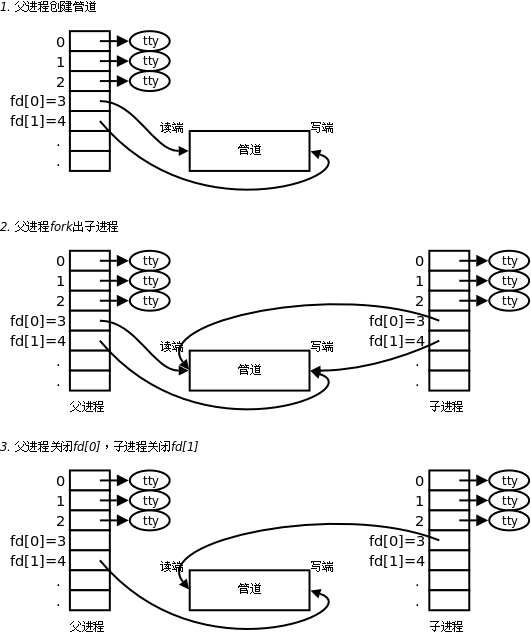 1. 父进程创建管道
0 tty
1 tty
2 tty
fd[0]=3
fd[1]=4 读端 写端
.
管道
.
2. 父进程fork出子进程
0 tty 0 tty
1 tty 1 tty
2 tty 2 tty
fd[0]=3 fd[0]=3
fd[1]=4 读端 写端 fd[1]=4
. .
管道
. .
父进程 子进程
3. 父进程关闭fd[0]，子进程关闭fd[1]
0 tty 0 tty
1 tty 1 tty
2 tty 2 tty
fd[0]=3 fd[0]=3
fd[1]=4 读端 写端 fd[1]=4
. .
管道
. .
父进程 子进程